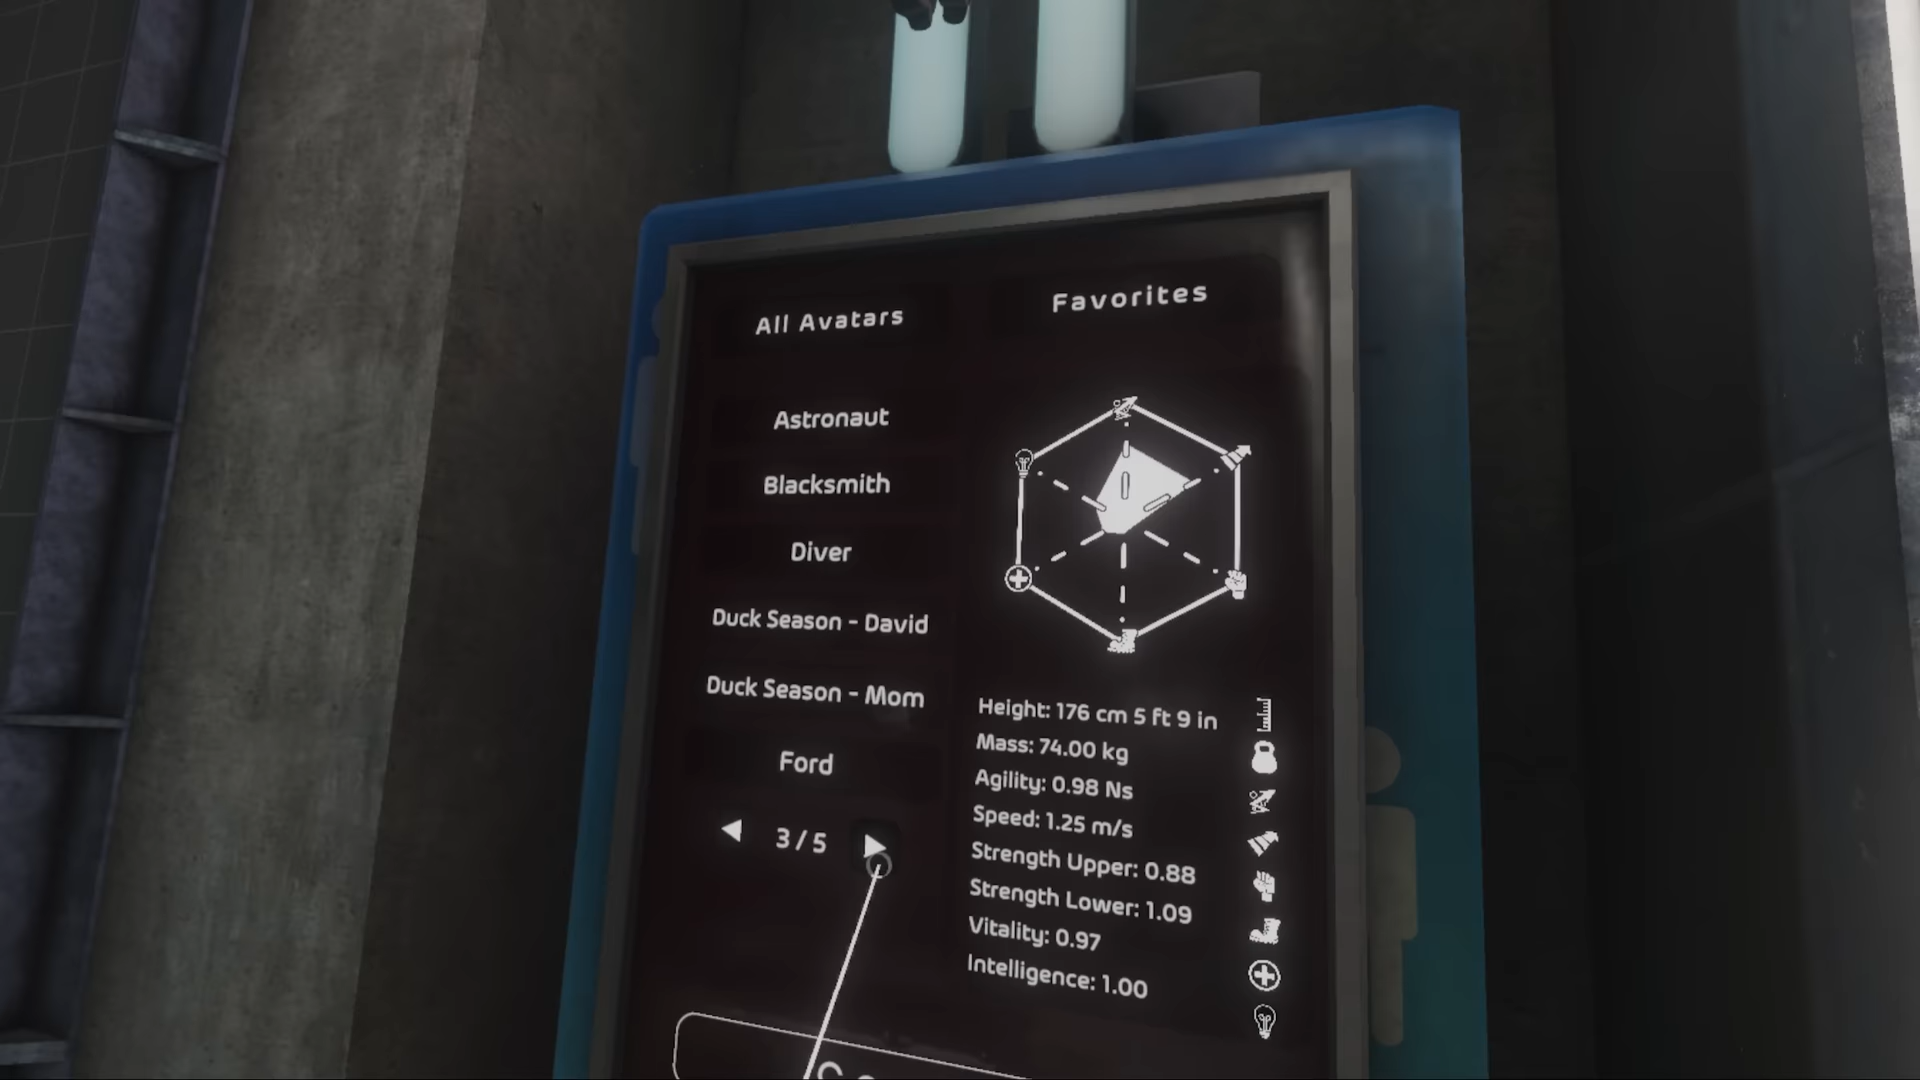 All Avatars
Favorites
Astronaut
Blacksmith
Diver
Duck Season - David
Duck Season - Mom
Ford
3 / 5
Height: 176 cm 5 ft 9 in
Mass: 74.00 kg
Agility: 0.98 Ns
Speed: 1.25 m/s
Strength Upper: 0.88
Strength Lower: 1.09
Vitality: 0.97
Intelligence: 1.00